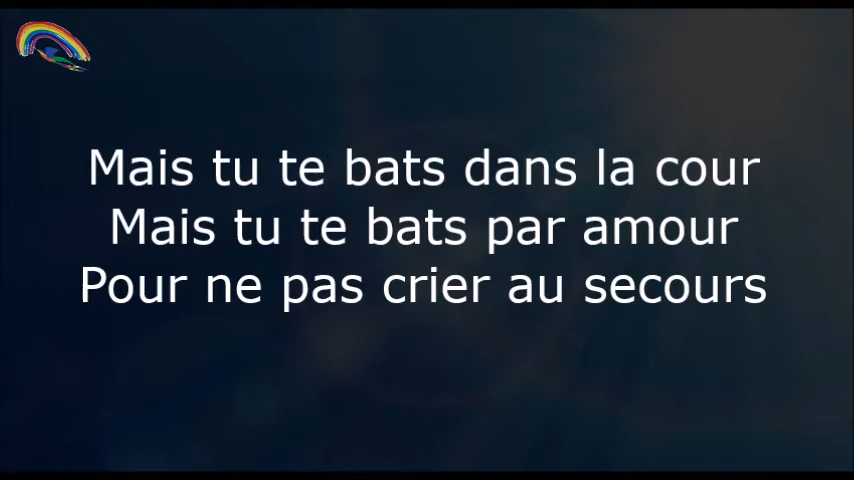 Mais tu te bats dans la cour
Mais tu te bats par amour
Pour ne pas crier au secours